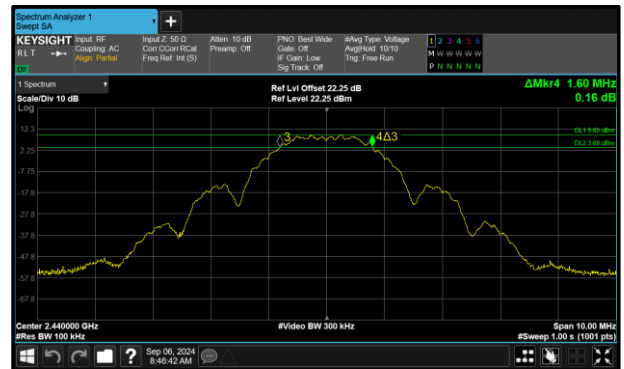 Spectrum Analyzer 1
Swept SA
+
KEYSIGHT
RLT
Input: RF
Coupling: AC
Align: Partial
Input Z: 50 Ω
Corr CCorr RCal
Freq Ref: Int (S)
Atten: 10 dB
Preamp: Off
PNO: Best Wide
Gate: Off
IF Gain: Low
Sig Track: Off
#Avg Type: Voltage
Avg|Hold: 10/10
Trig: Free Run
1 2 3 4 5 6
M W W W W W
P N N N N N
1 Spectrum
Scale/Div 10 dB
Ref Lvl Offset 22.25 dB
Ref Level 22.25 dBm
ΔMkr4 1.60 MHz
0.16 dB
Log
12.3
2.25
-7.75
-17.8
-27.8
-37.8
-47.8
-57.8
-67.8
3
4Δ3
DL1 9.69 dBm
DL2 3.69 dBm
Center 2.440000 GHz
#Res BW 100 kHz
#Video BW 300 kHz
Span 10.00 MHz
#Sweep 1.00 s (1001 pts)
?
Sep 06, 2024
8:46:42 AM